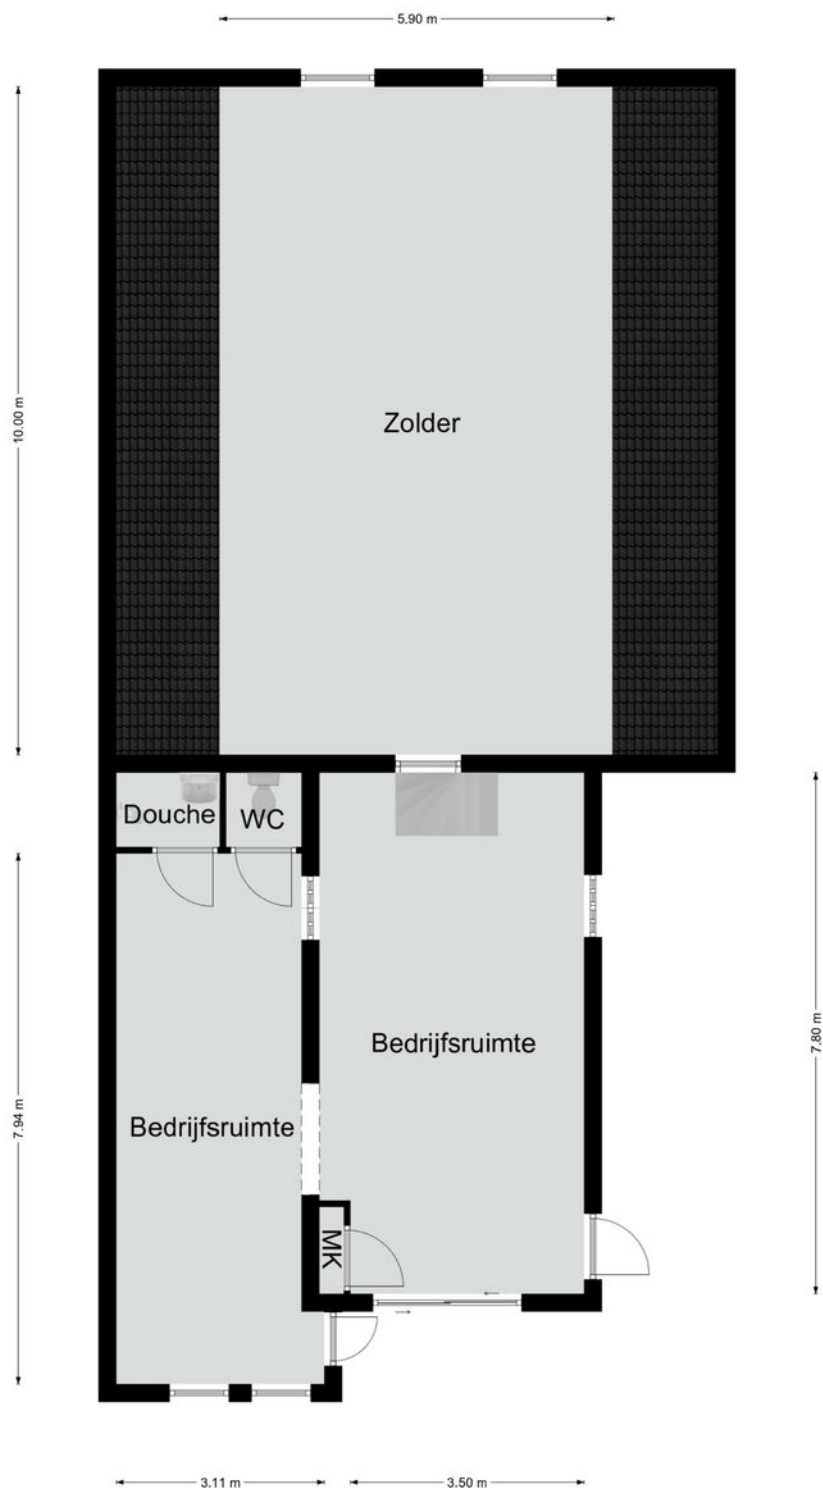 5.90 m
10.00 m
Zolder
Douche
WC
Bedrijfsruimte
7.80 m
7.94 m
Bedrijfsruimte
MK
3.11 m
3.50 m